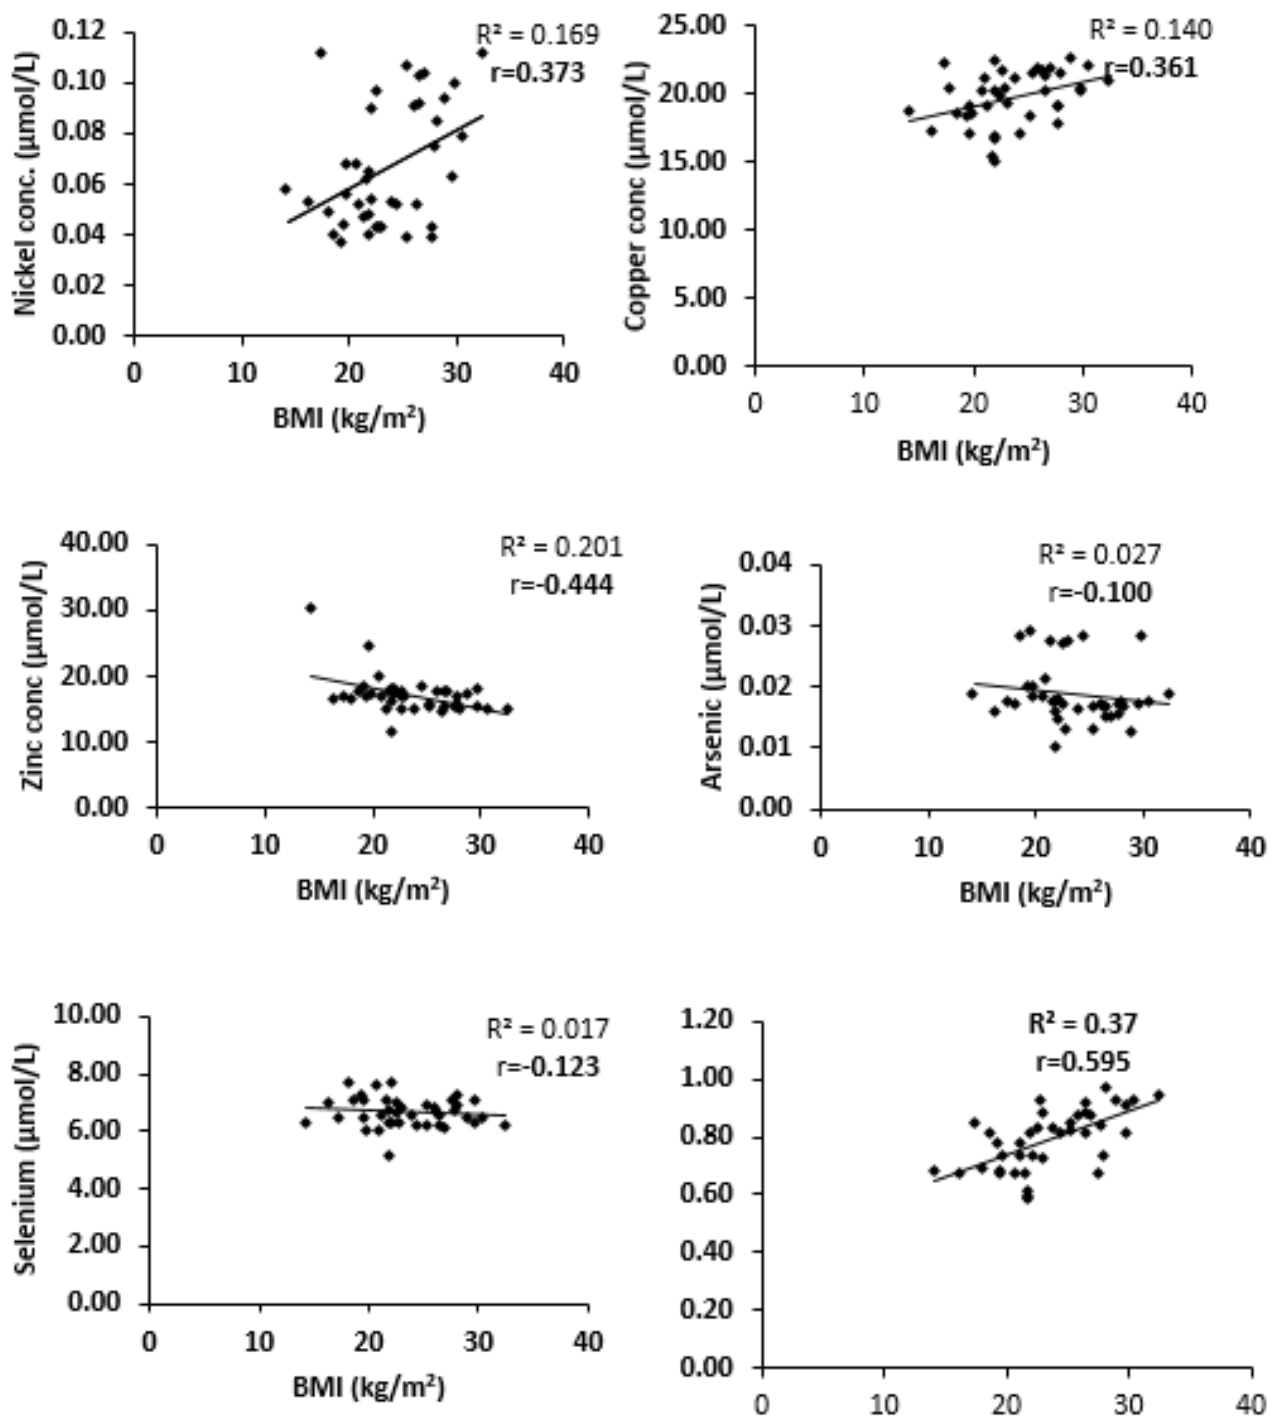 R² = 0.169
r=0.373
Nickel conc. (µmol/L)
0.12
0.10
0.08
0.06
0.04
0.02
0.00
0 10 20 30 40
BMI (kg/m²)
R² = 0.140
r=0.361
Copper conc (µmol/L)
25.00
20.00
15.00
10.00
5.00
0.00
0 10 20 30 40
BMI (kg/m²)
R² = 0.201
r=-0.444
Zinc conc (µmol/L)
40.00
30.00
20.00
10.00
0.00
0 10 20 30 40
BMI (kg/m²)
R² = 0.027
r=-0.100
Arsenic (µmol/L)
0.04
0.03
0.02
0.01
0.00
0 10 20 30 40
BMI (kg/m²)
R² = 0.017
r=-0.123
Selenium (µmol/L)
10.00
8.00
6.00
4.00
2.00
0.00
0 10 20 30 40
BMI (kg/m²)
R² = 0.37
r=0.595
1.20
1.00
0.80
0.60
0.40
0.20
0.00
0 10 20 30 40